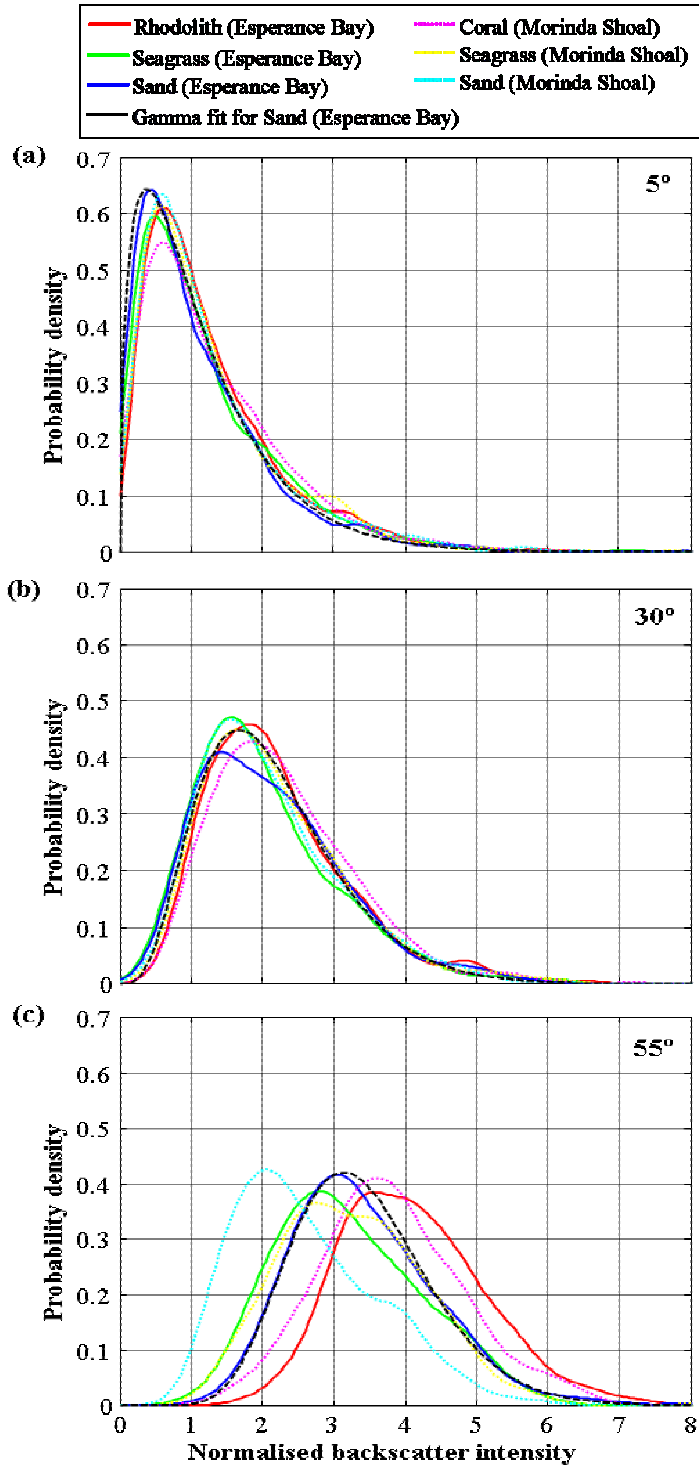 Rhodolith (Esperance Bay)
Coral (Morinda Shoal)
Seagrass (Esperance Bay)
Seagrass (Morinda Shoal)
Sand (Esperance Bay)
Sand (Morinda Shoal)
Gamma fit for Sand (Esperance Bay)
(a)
0.7
5°
0.6
0.5
0.4
0.3
0.2
0.1
0
Probability density
(b)
0.7
30°
0.6
0.5
0.4
0.3
0.2
0.1
0
Probability density
(c)
0.7
55°
0.6
0.5
0.4
0.3
0.2
0.1
0
Probability density
0 1 2 3 4 5 6 7 8
Normalised backscatter intensity